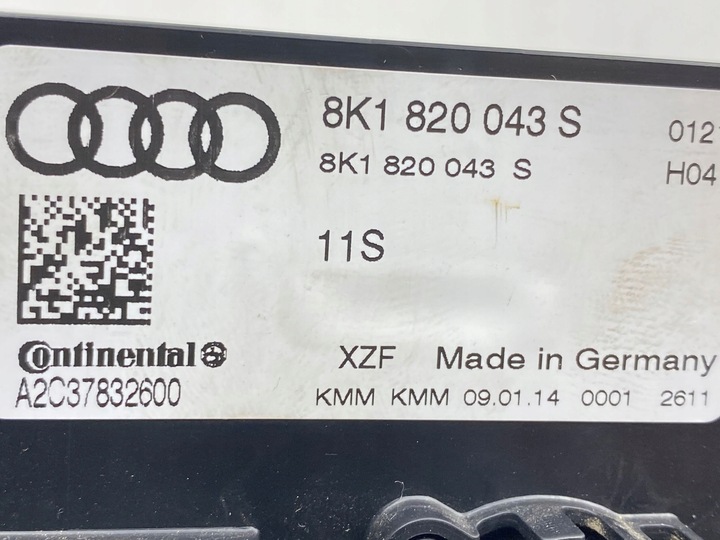 8K1 820 043 S 012
8K1 820 043 S H04
11S
Continental XZF Made in Germany
A2C37832600 KMM KMM 09.01.14 0001 2611